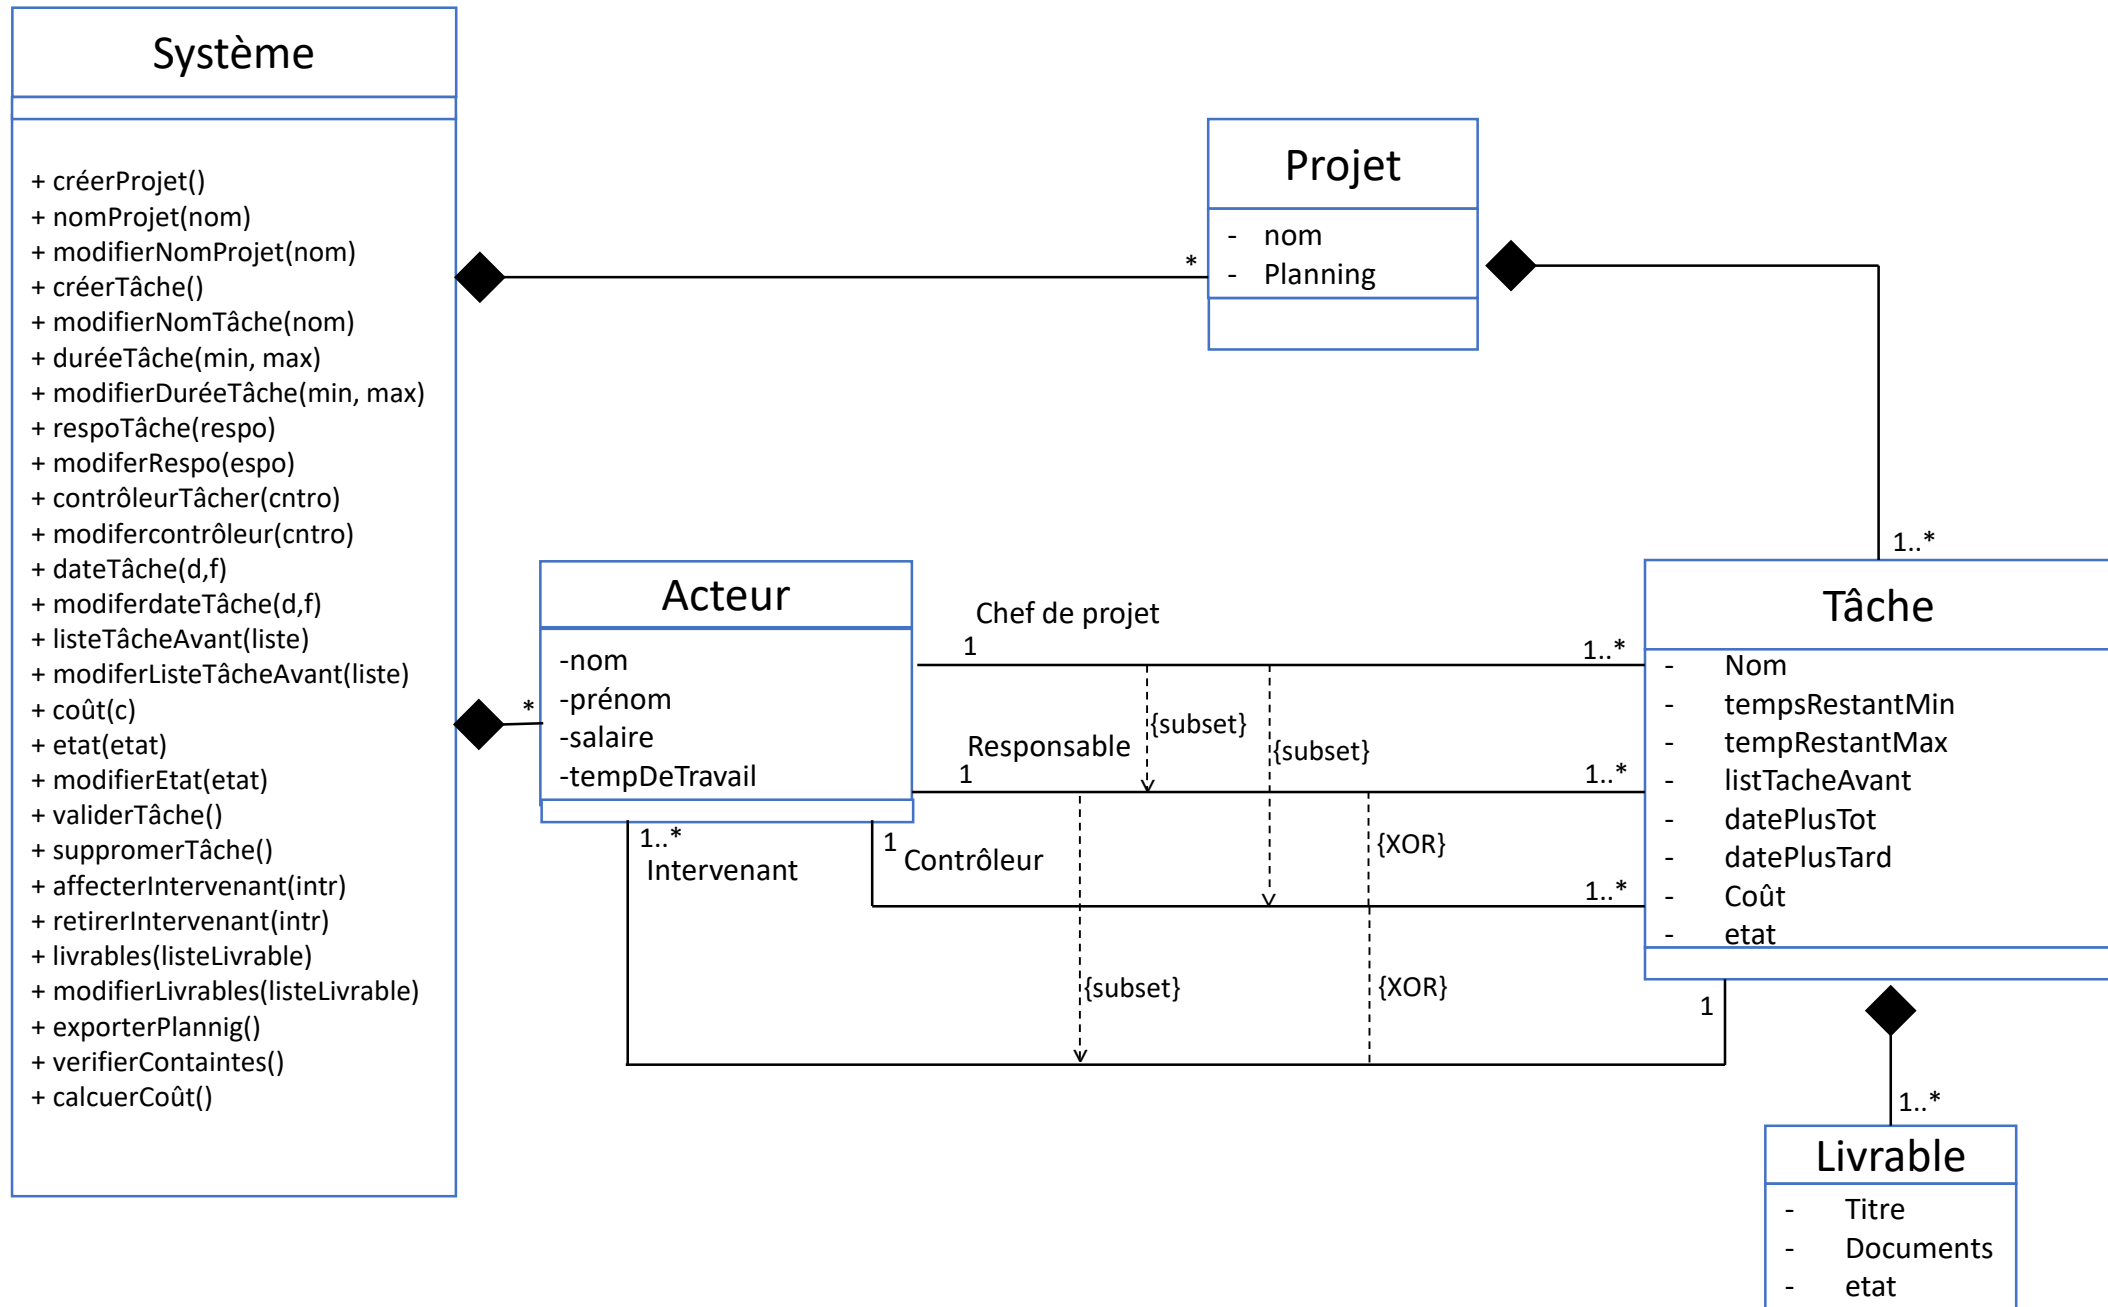 Système
+ créerProjet()
+ nomProjet(nom)
+ modifierNomProjet(nom)
+ créerTâche()
+ modifierNomTâche(nom)
+ duréeTâche(min, max)
+ modifierDuréeTâche(min, max)
+ respoTâche(respo)
+ modiferRespo(espo)
+ contrôleurTâcher(cntro)
+ modifercontrôleur(cntro)
+ dateTâche(d,f)
+ modiferdateTâche(d,f)
+ listeTâcheAvant(liste)
+ modiferListeTâcheAvant(liste)
+ coût(c)
+ etat(etat)
+ modifierEtat(etat)
+ validerTâche()
+ suppromerTâche()
+ affecterIntervenant(intr)
+ retirerIntervenant(intr)
+ livrables(listeLivrable)
+ modifierLivrables(listeLivrable)
+ exporterPlannig()
+ verifierContaintes()
+ calcuerCoût()
*
Projet
- nom
- Planning
1..*
*
Acteur
-nom
-prénom
-salaire
-tempDeTravail
Chef de projet
1
1..*
{subset}
{subset}
Responsable
1
1..*
1..*
Intervenant
1
Contrôleur
{XOR}
1..*
{subset}
{XOR}
1
Tâche
- Nom
- tempsRestantMin
- tempRestantMax
- listTacheAvant
- datePlusTot
- datePlusTard
- Coût
- etat
1..*
Livrable
- Titre
- Documents
- etat